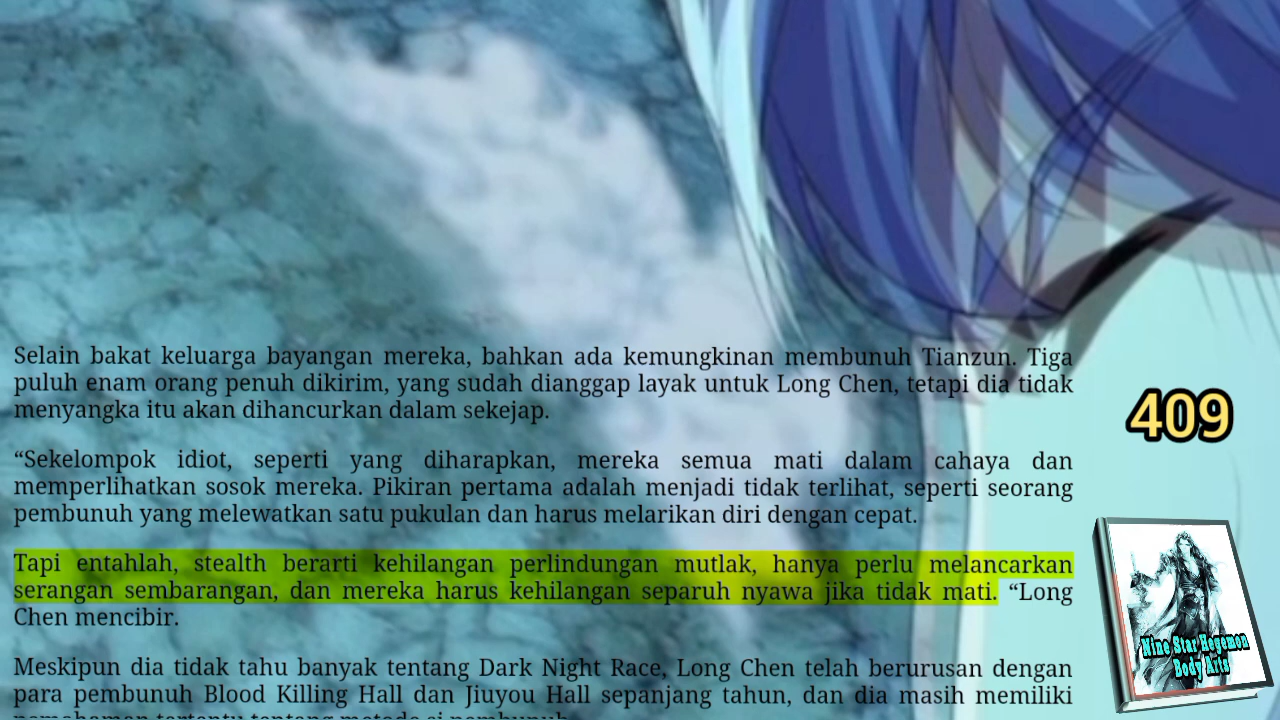 Selain bakat keluarga bayangan mereka, bahkan ada kemungkinan membunuh Tianzun. Tiga
puluh enam orang penuh dikirim, yang sudah dianggap layak untuk Long Chen, tetapi dia tidak
menyangka itu akan dihancurkan dalam sekejap.
“Sekelompok idiot, seperti yang diharapkan, mereka semua mati dalam cahaya dan
memperlihatkan sosok mereka. Pikiran pertama adalah menjadi tidak terlihat, seperti seorang
pembunuh yang melewatkan satu pukulan dan harus melarikan diri dengan cepat.
Tapi entahlah, stealth berarti kehilangan perlindungan mutlak, hanya perlu melancarkan
serangan sembarangan, dan mereka harus kehilangan separuh nyawa jika tidak mati. “Long
Chen mencibir.
Meskipun dia tidak tahu banyak tentang Dark Night Race, Long Chen telah berurusan dengan
para pembunuh Blood Killing Hall dan Jiuyou Hall sepanjang tahun, dan dia masih memiliki
409
Nine Star Hegemon
Body Arts